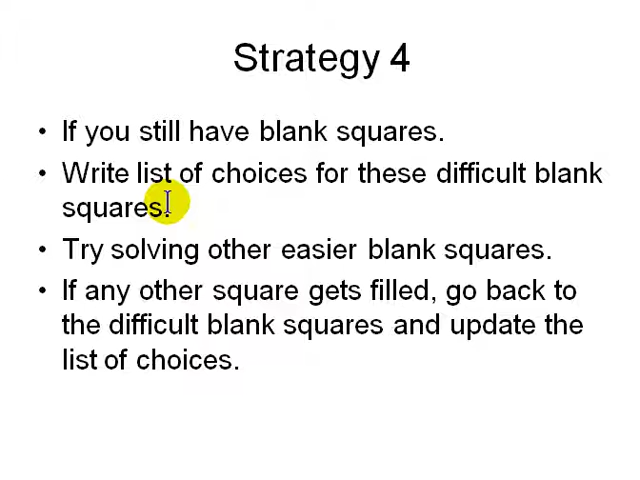 Strategy 4
• If you still have blank squares.
• Write list of choices for these difficult blank
squares.
• Try solving other easier blank squares.
• If any other square gets filled, go back to
the difficult blank squares and update the
list of choices.